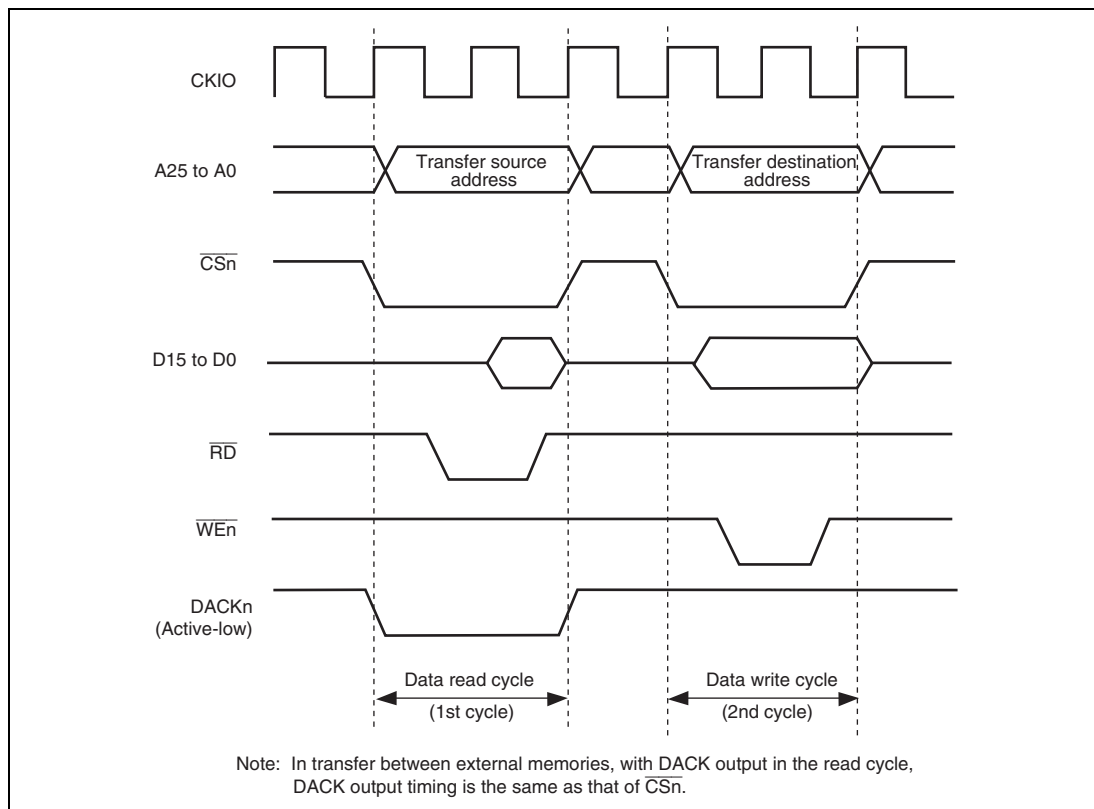 CKIO
A25 to A0
Transfer source
address
Transfer destination
address
CSn
D15 to D0
RD
WEn
DACKn
(Active-low)
Data read cycle
(1st cycle)
Data write cycle
(2nd cycle)
Note: In transfer between external memories, with DACK output in the read cycle,
DACK output timing is the same as that of CSn.